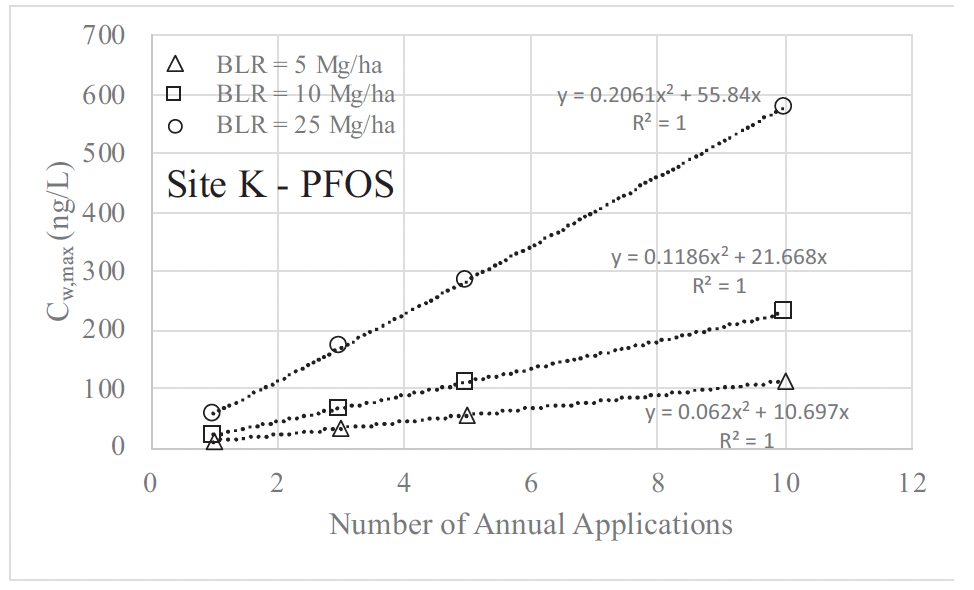 700
600
500
400
300
200
100
0
0 2 4 6 8 10 12
Cw,max (ng/L)
Number of Annual Applications
BLR = 5 Mg/ha
BLR = 10 Mg/ha
BLR = 25 Mg/ha
Site K - PFOS
y = 0.2061x² + 55.84x
R² = 1
y = 0.1186x² + 21.668x
R² = 1
y = 0.062x² + 10.697x
R² = 1